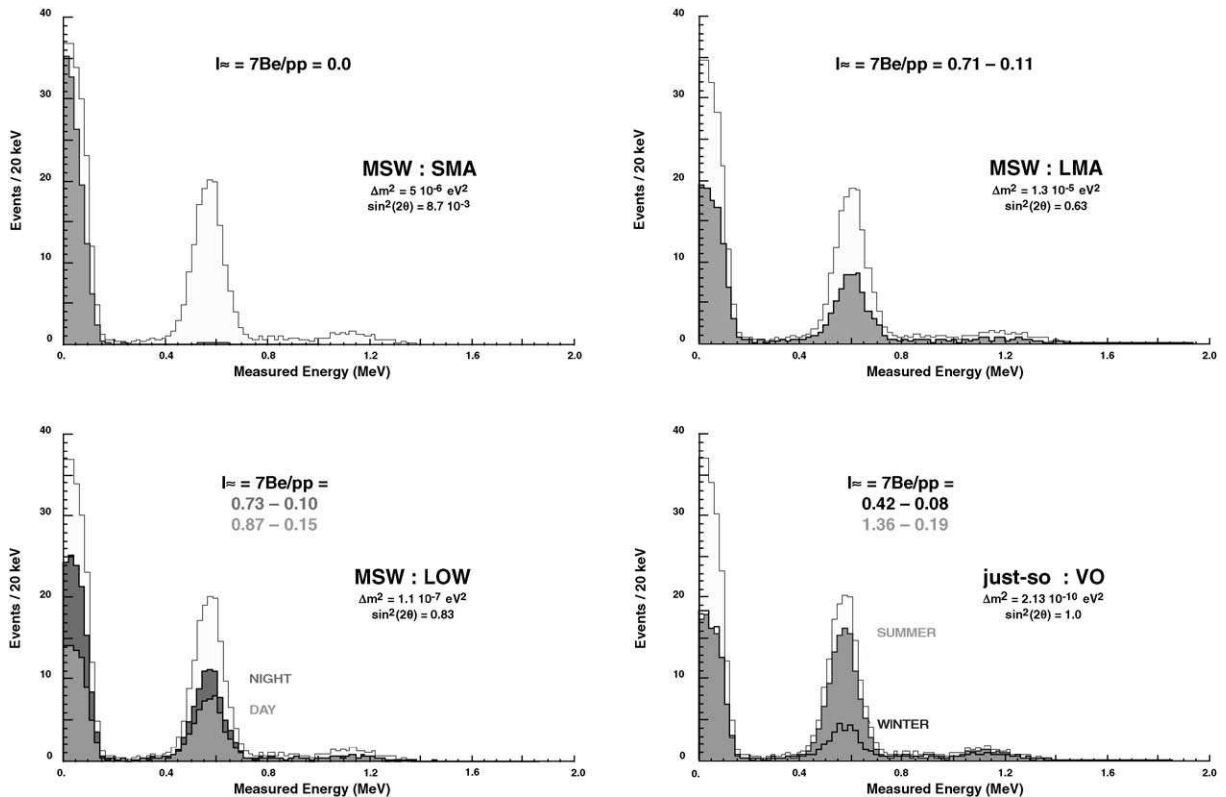 40
30
20
10
0
Events / 20 keV
I≈ = 7Be/pp = 0.0
MSW : SMA
Δm² = 5 10⁻⁶ eV²
sin²(2θ) = 8.7 10⁻³
0. 0.4 0.8 1.2 1.6 2.0
Measured Energy (MeV)
40
30
20
10
0
Events / 20 keV
I≈ = 7Be/pp = 0.71 – 0.11
MSW : LMA
Δm² = 1.3 10⁻⁵ eV²
sin²(2θ) = 0.63
0. 0.4 0.8 1.2 1.6 2.0
Measured Energy (MeV)
40
30
20
10
0
Events / 20 keV
I≈ = 7Be/pp =
0.73 – 0.10
0.87 – 0.15
MSW : LOW
Δm² = 1.1 10⁻⁷ eV²
sin²(2θ) = 0.83
NIGHT
DAY
0. 0.4 0.8 1.2 1.6 2.0
Measured Energy (MeV)
40
30
20
10
0
Events / 20 keV
I≈ = 7Be/pp =
0.42 – 0.08
1.36 – 0.19
just-so : VO
Δm² = 2.13 10⁻¹⁰ eV²
sin²(2θ) = 1.0
SUMMER
WINTER
0. 0.4 0.8 1.2 1.6 2.0
Measured Energy (MeV)